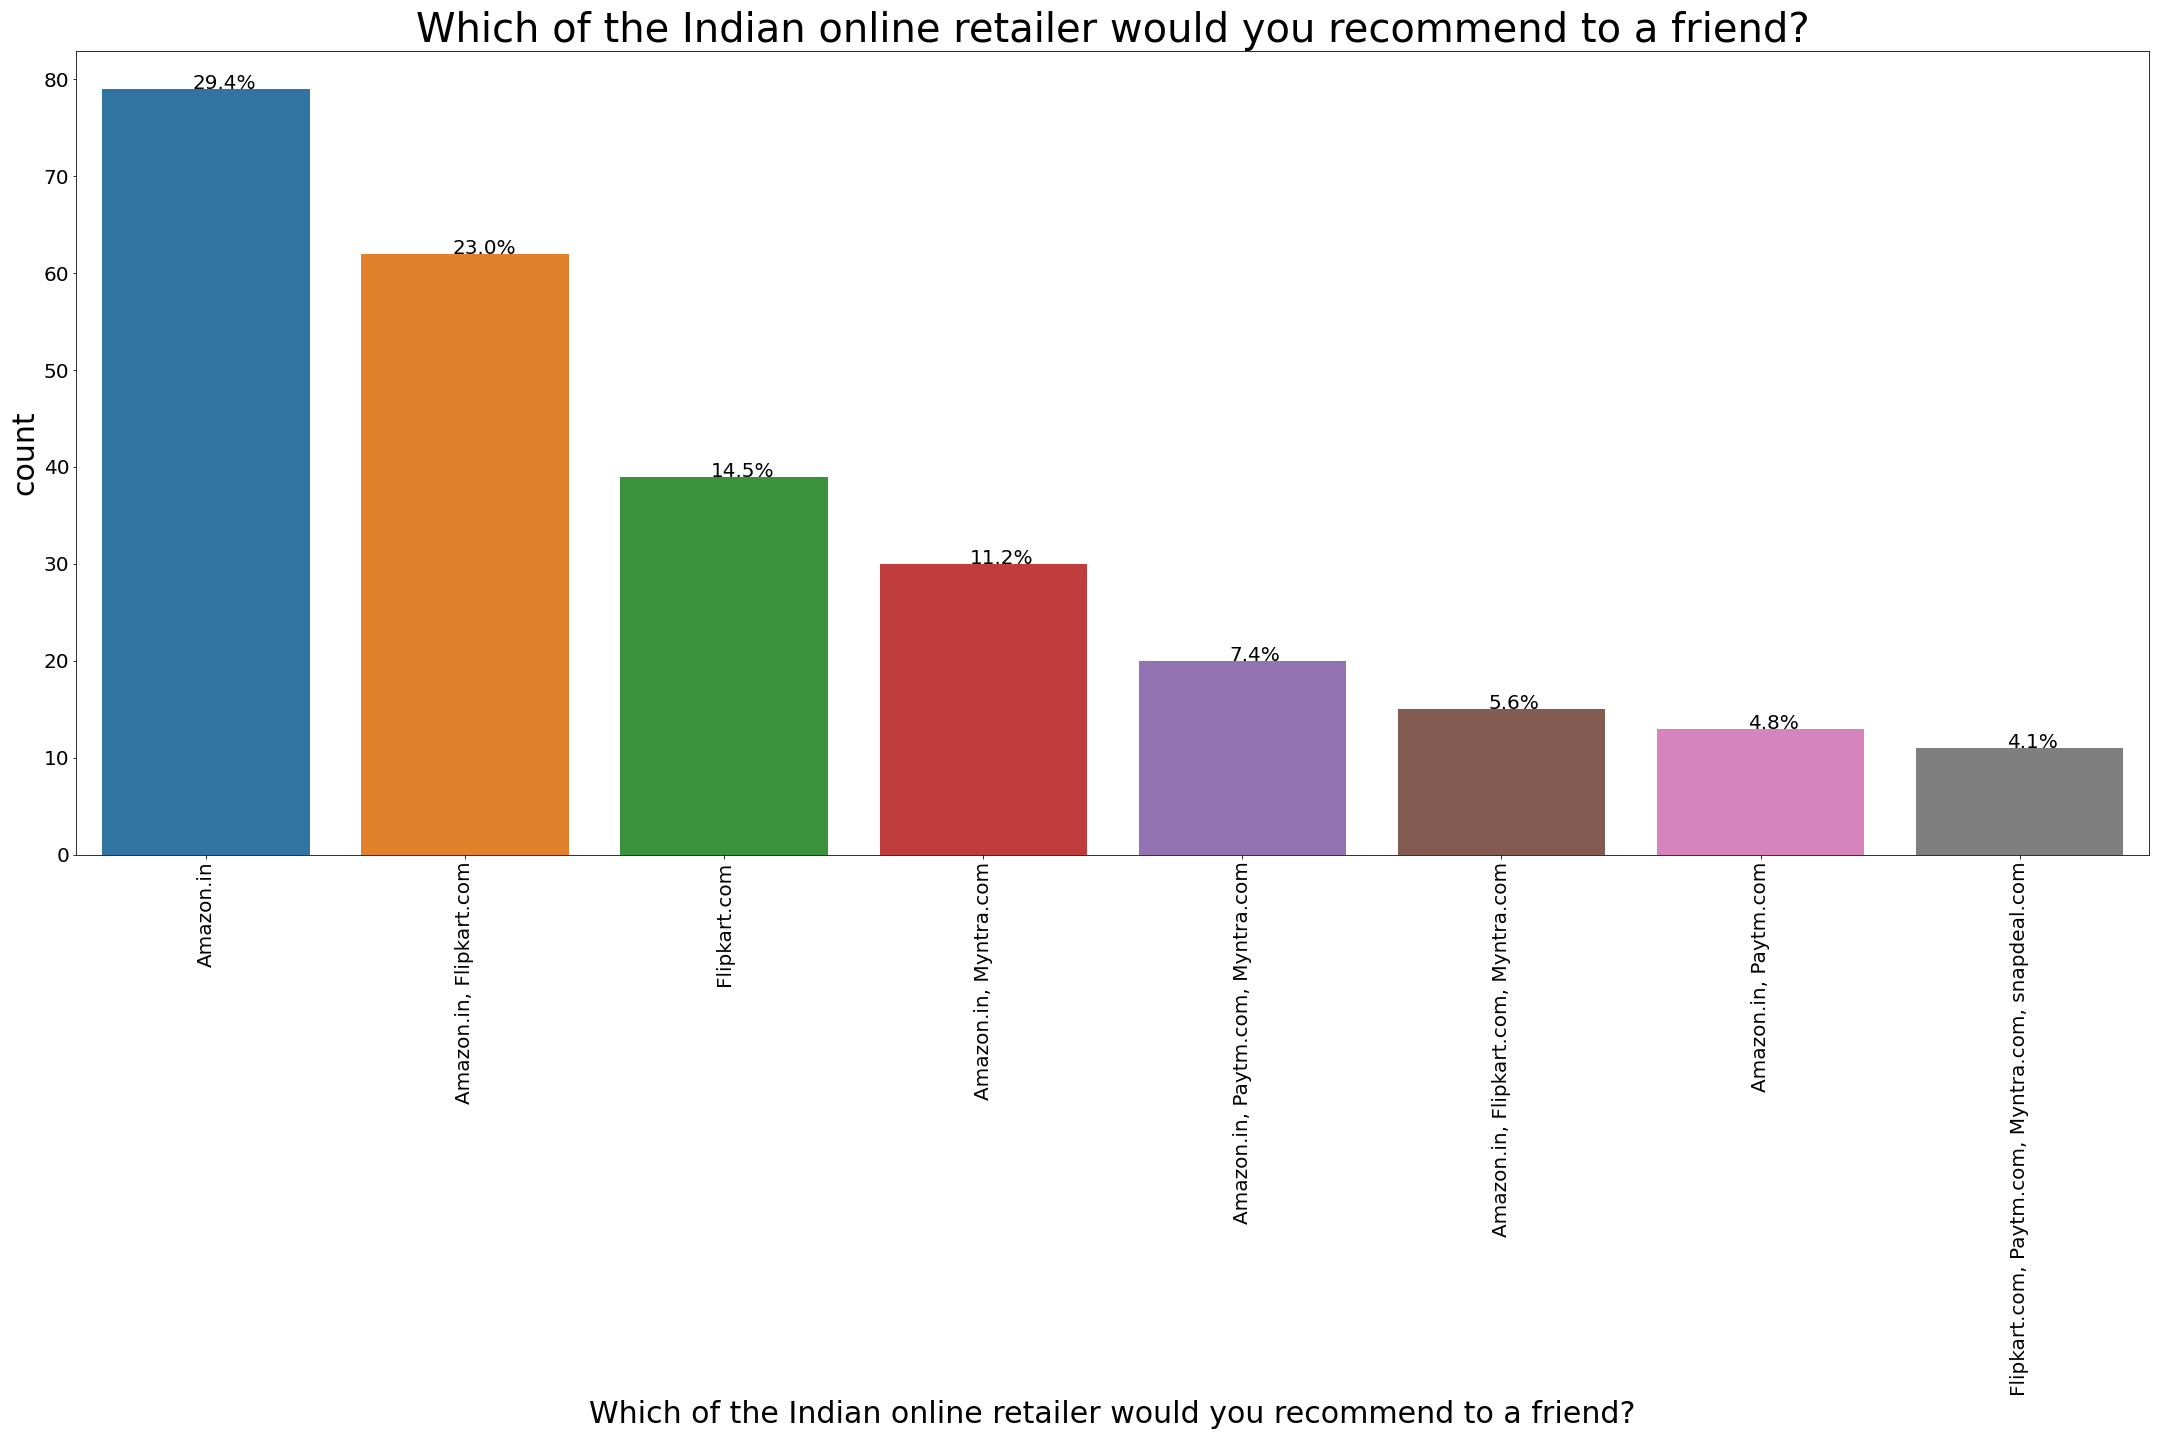 Which of the Indian online retailer would you recommend to a friend?
80
70
60
50
40
30
20
10
0
count
29.4%
23.0%
14.5%
11.2%
7.4%
5.6%
4.8%
4.1%
Amazon.in
Amazon.in, Flipkart.com
Flipkart.com
Amazon.in, Myntra.com
Amazon.in, Paytm.com, Myntra.com
Amazon.in, Flipkart.com, Myntra.com
Amazon.in, Paytm.com
Flipkart.com, Paytm.com, Myntra.com, snapdeal.com
Which of the Indian online retailer would you recommend to a friend?